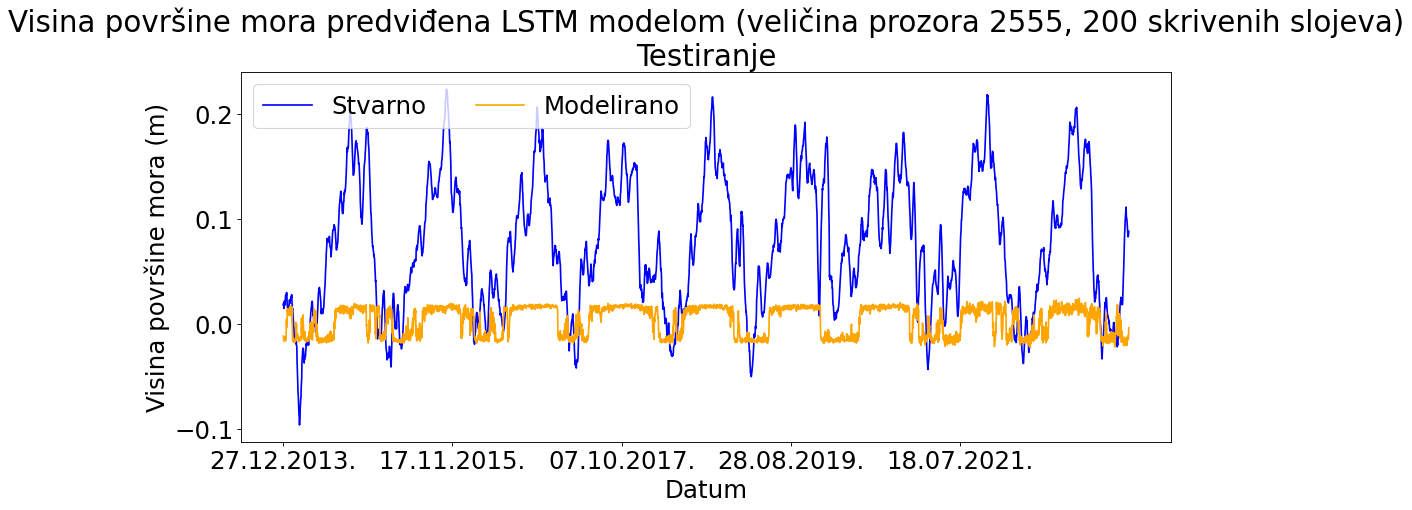 Visina površine mora predviđena LSTM modelom (veličina prozora 2555, 200 skrivenih slojeva)
Testiranje
Stvarno
Modelirano
Visina površine mora (m)
0.2
0.1
0.0
−0.1
27.12.2013.
17.11.2015.
07.10.2017.
28.08.2019.
18.07.2021.
Datum